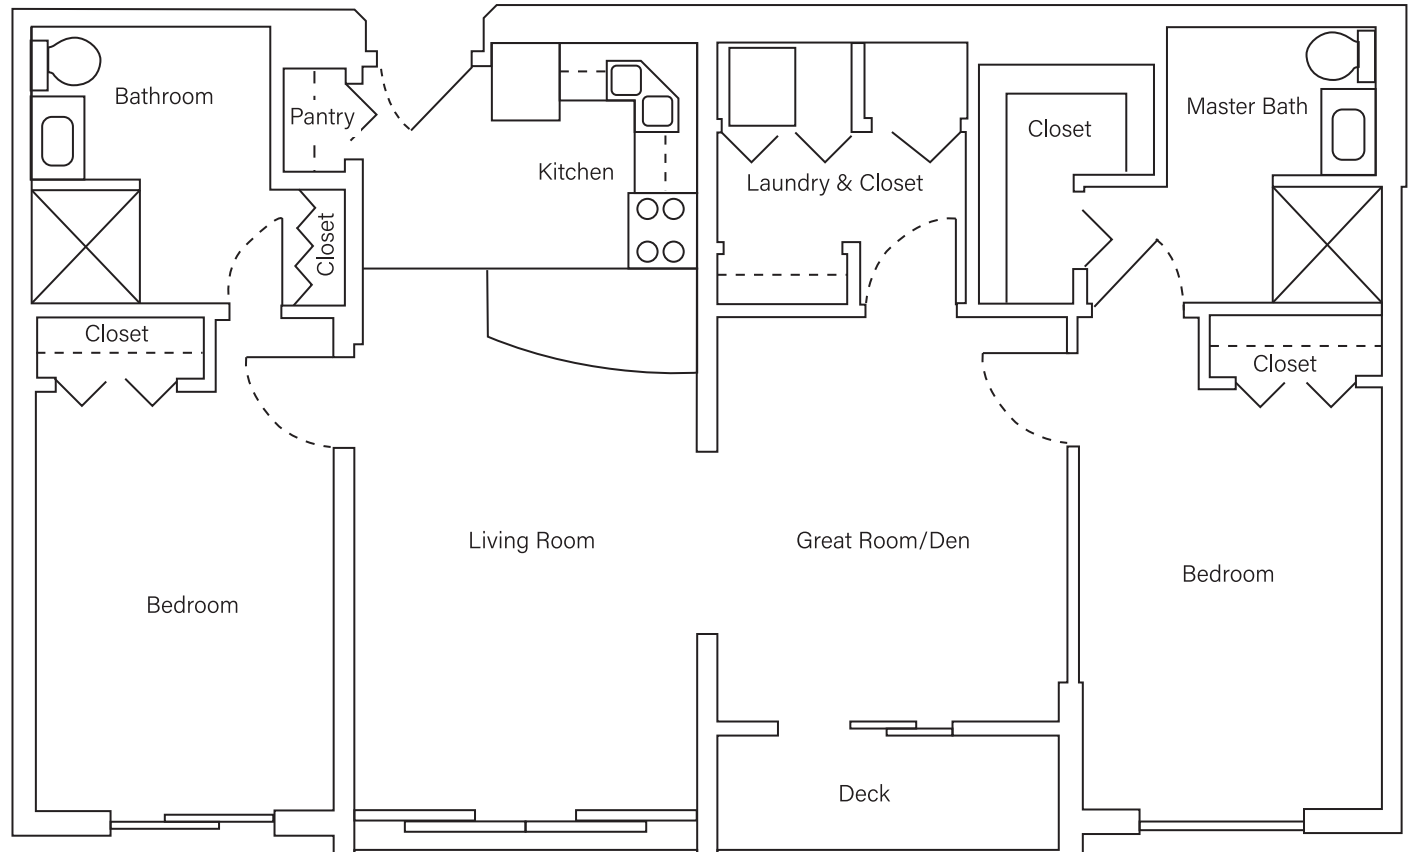 Bathroom
Pantry
Kitchen
Closet
Closet
Laundry & Closet
Closet
Master Bath
Closet
Living Room
Great Room/Den
Bedroom
Bedroom
Deck